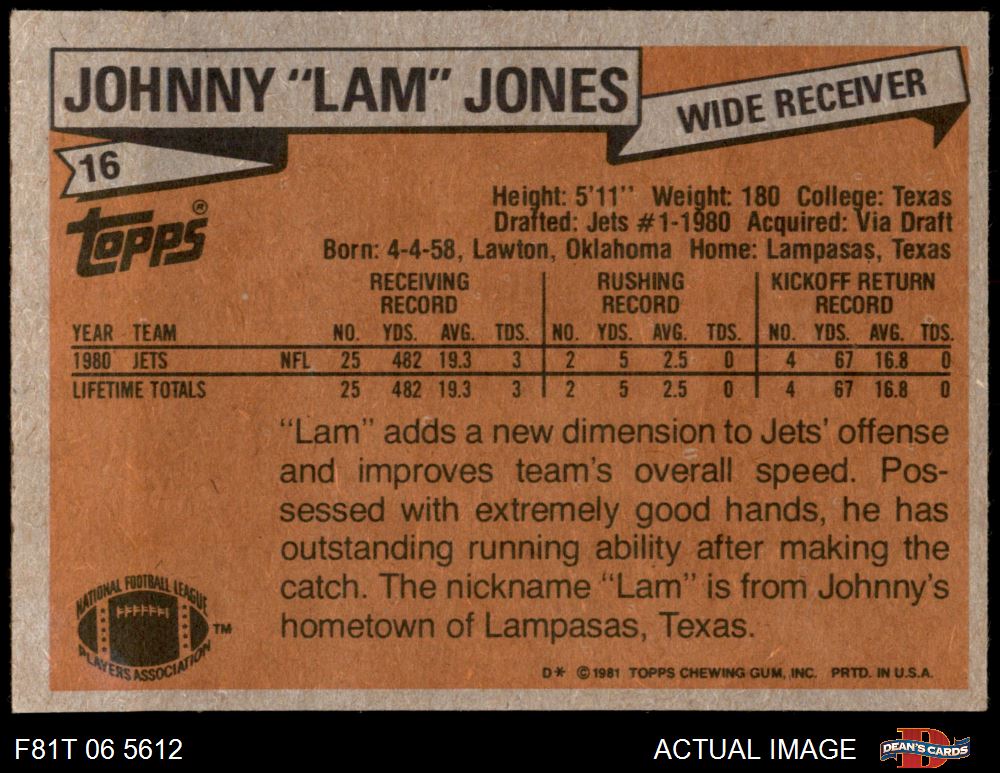 JOHNNY "LAM" JONES
WIDE RECEIVER
16
Topps®
Height: 5'11'' Weight: 180 College: Texas
Drafted: Jets #1-1980 Acquired: Via Draft
Born: 4-4-58, Lawton, Oklahoma Home: Lampasas, Texas
RECEIVING RECORD RUSHING RECORD KICKOFF RETURN RECORD
YEAR TEAM NO. YDS. AVG. TDS. NO. YDS. AVG. TDS. NO. YDS. AVG. TDS.
1980 JETS NFL 25 482 19.3 3 2 5 2.5 0 4 67 16.8 0
LIFETIME TOTALS 25 482 19.3 3 2 5 2.5 0 4 67 16.8 0
"Lam" adds a new dimension to Jets' offense
and improves team's overall speed. Pos-
sessed with extremely good hands, he has
outstanding running ability after making the
catch. The nickname "Lam" is from Johnny's
hometown of Lampasas, Texas.
NATIONAL FOOTBALL LEAGUE
PLAYERS ASSOCIATION
TM
D* © 1981 TOPPS CHEWING GUM, INC. PRTD. IN U.S.A.
F81T 06 5612
ACTUAL IMAGE
DEAN'S CARDS